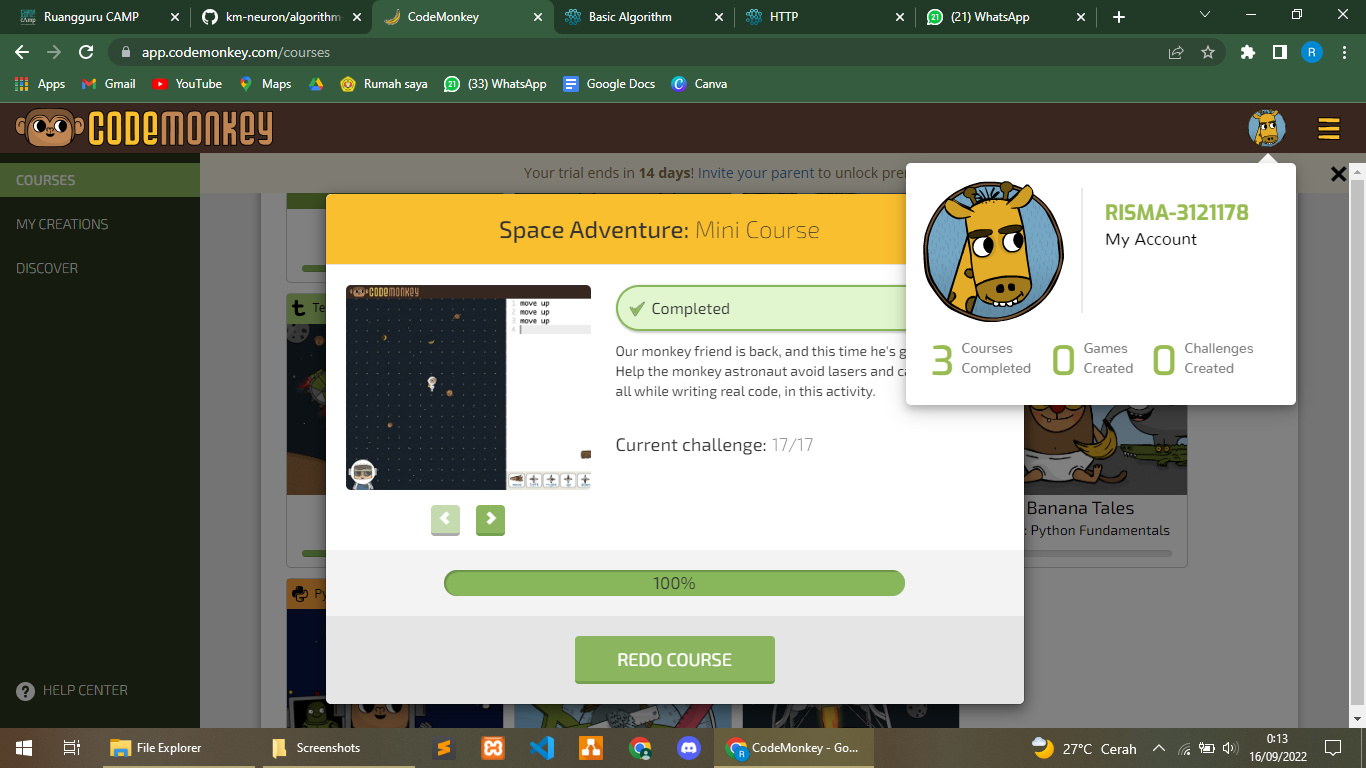 Ruangguru CAMP
km-neuron/algorithm-
CodeMonkey
Basic Algorithm
HTTP
(21) WhatsApp
app.codemonkey.com/courses
R
Apps
Gmail
YouTube
Maps
Rumah saya
21
(33) WhatsApp
Google Docs
Canva
CODEMONKEY
COURSES
MY CREATIONS
DISCOVER
HELP CENTER
Your trial ends in 14 days! Invite your parent to unlock pre
Space Adventure: Mini Course
CODEMONKEY
1 move up
2 move up
3 move up
4
Completed
Our monkey friend is back, and this time he's g
Help the monkey astronaut avoid lasers and ca
all while writing real code, in this activity.
Current challenge: 17/17
100%
REDO COURSE
RISMA-3121178
My Account
3 Courses Completed
0 Games Created
0 Challenges Created
t Te
Py
Banana Tales
: Python Fundamentals
File Explorer
Screenshots
CodeMonkey - Go...
27°C Cerah
0:13
16/09/2022